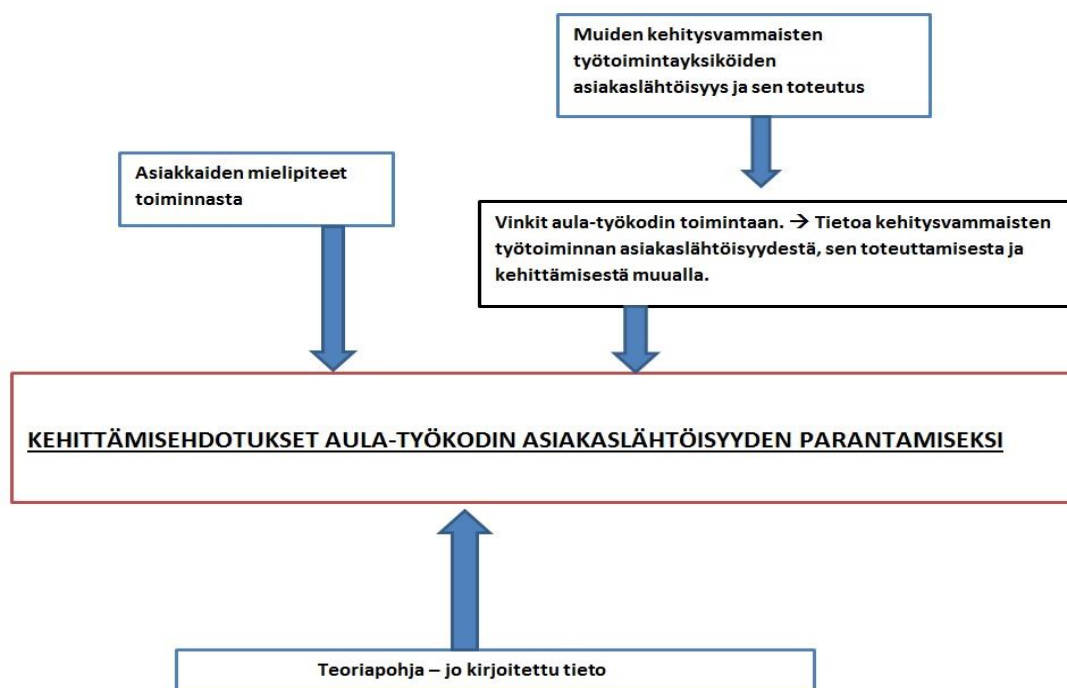 Muiden kehitysvammaisten
työtoimintayksiköiden
asiakaslähtöisyys ja sen toteutus
Asiakkaiden mielipiteet
toiminnasta
Vinkit aula-työkodin toimintaan. → Tietoa kehitysvammaisten
työtoiminnan asiakaslähtöisyydestä, sen toteuttamisesta ja
kehittämisestä muualla.
KEHITTÄMISEHDOTUKSET AULA-TYÖKODIN ASIAKASLÄHTÖISYYDEN PARANTAMISEKSI
Teoriapohja – jo kirjoitettu tieto